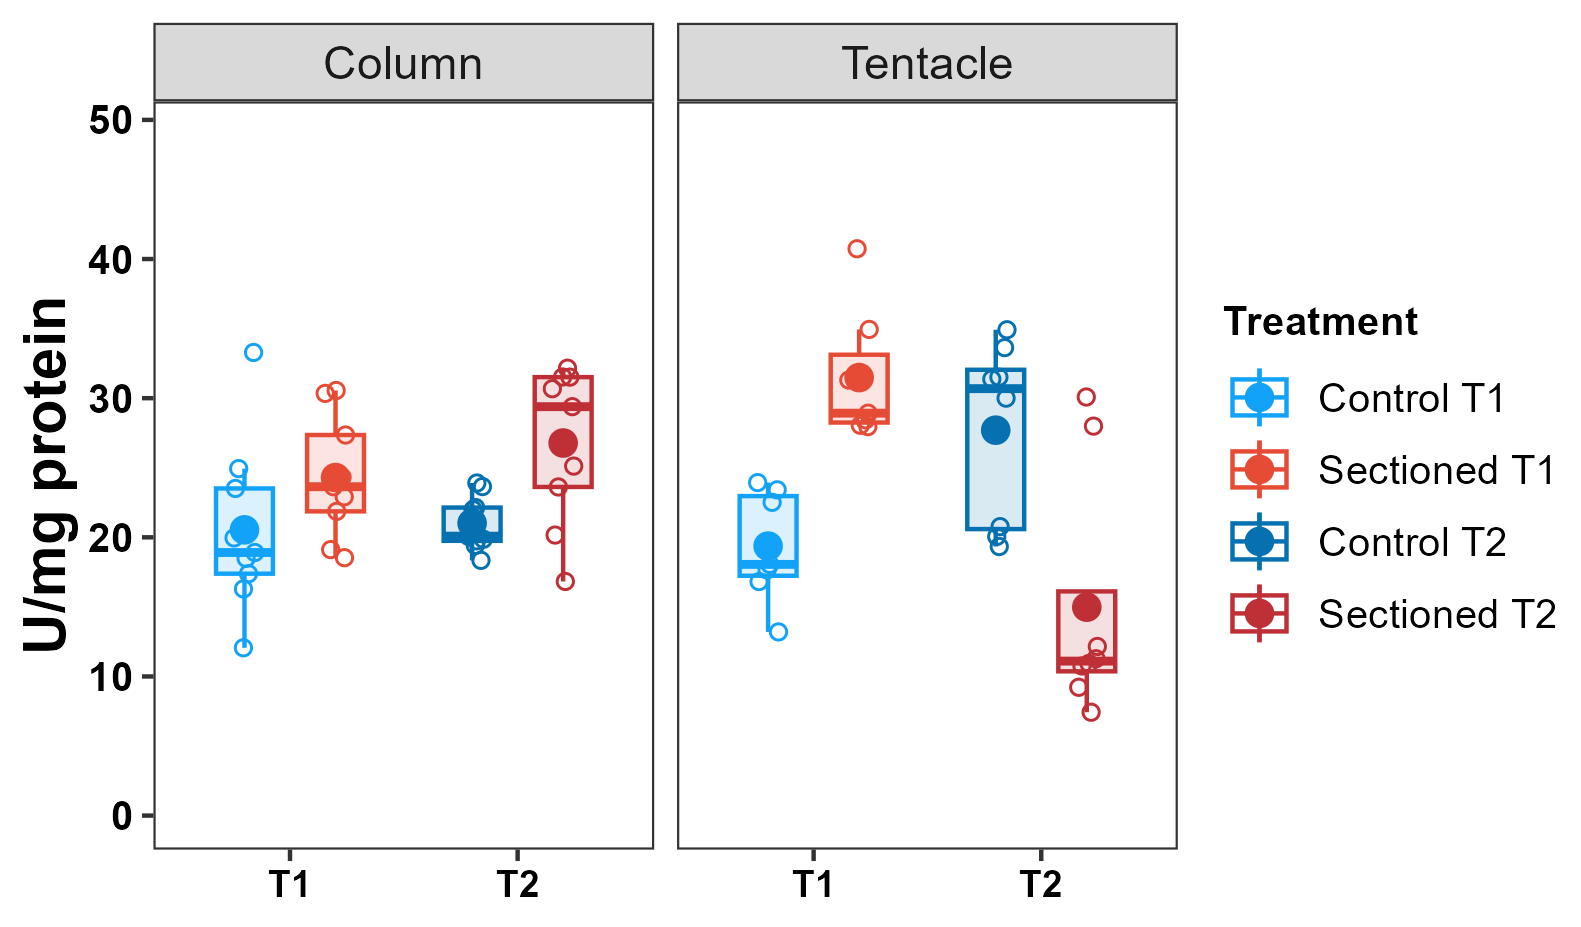 Column
Tentacle
U/mg protein
50
40
30
20
10
0
T1
T2
T1
T2
Treatment
Control T1
Sectioned T1
Control T2
Sectioned T2